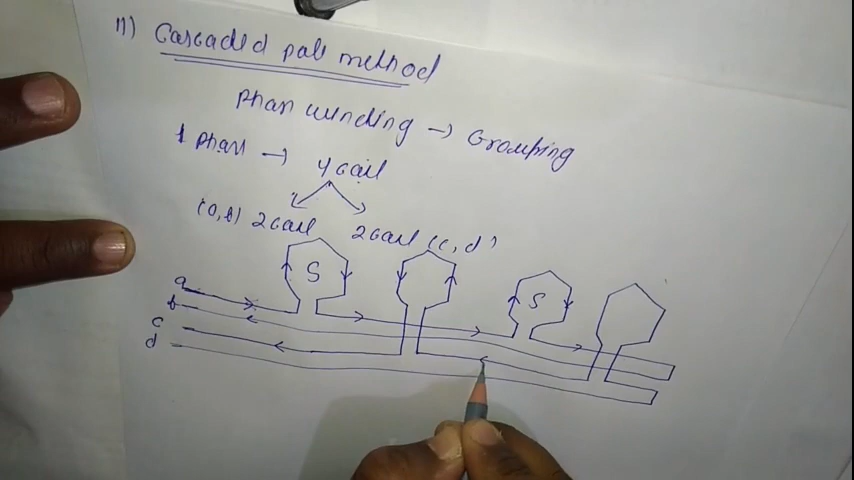 11) Cascaded pole method
Phase winding → Grouping
1 phase → 4 coil
(a,b) 2 coil 2 coil (c, d)
S
S
a
b
c
d